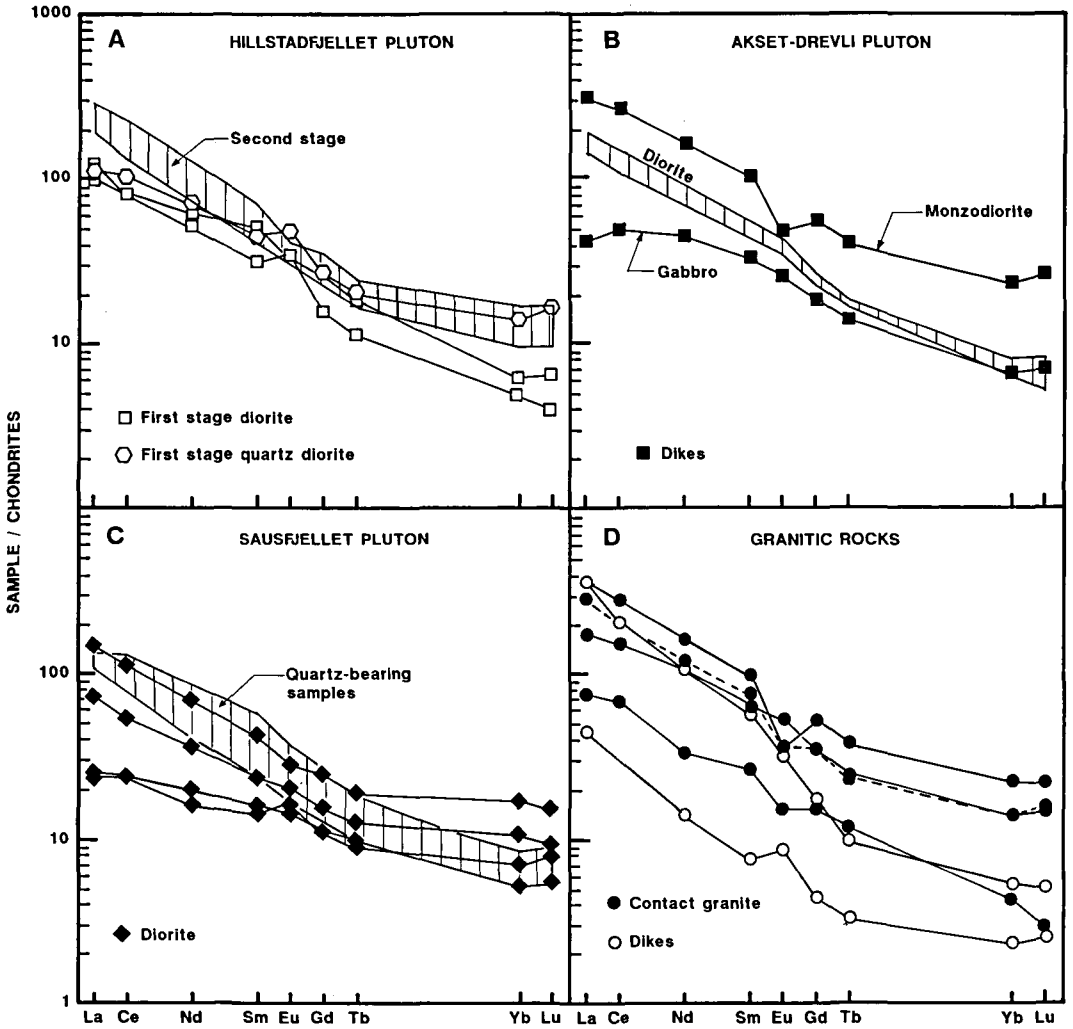 1000
100
10
SAMPLE / CHONDRITES
A
HILLSTADFJELLET PLUTON
Second stage
First stage diorite
First stage quartz diorite
B
AKSET-DREVLI PLUTON
Diorite
Monzodiorite
Gabbro
Dikes
100
10
1
C
SAUSFJELLET PLUTON
Quartz-bearing
samples
Diorite
La Ce Nd Sm Eu Gd Tb Yb Lu
D
GRANITIC ROCKS
Contact granite
Dikes
La Ce Nd Sm Eu Gd Tb Yb Lu